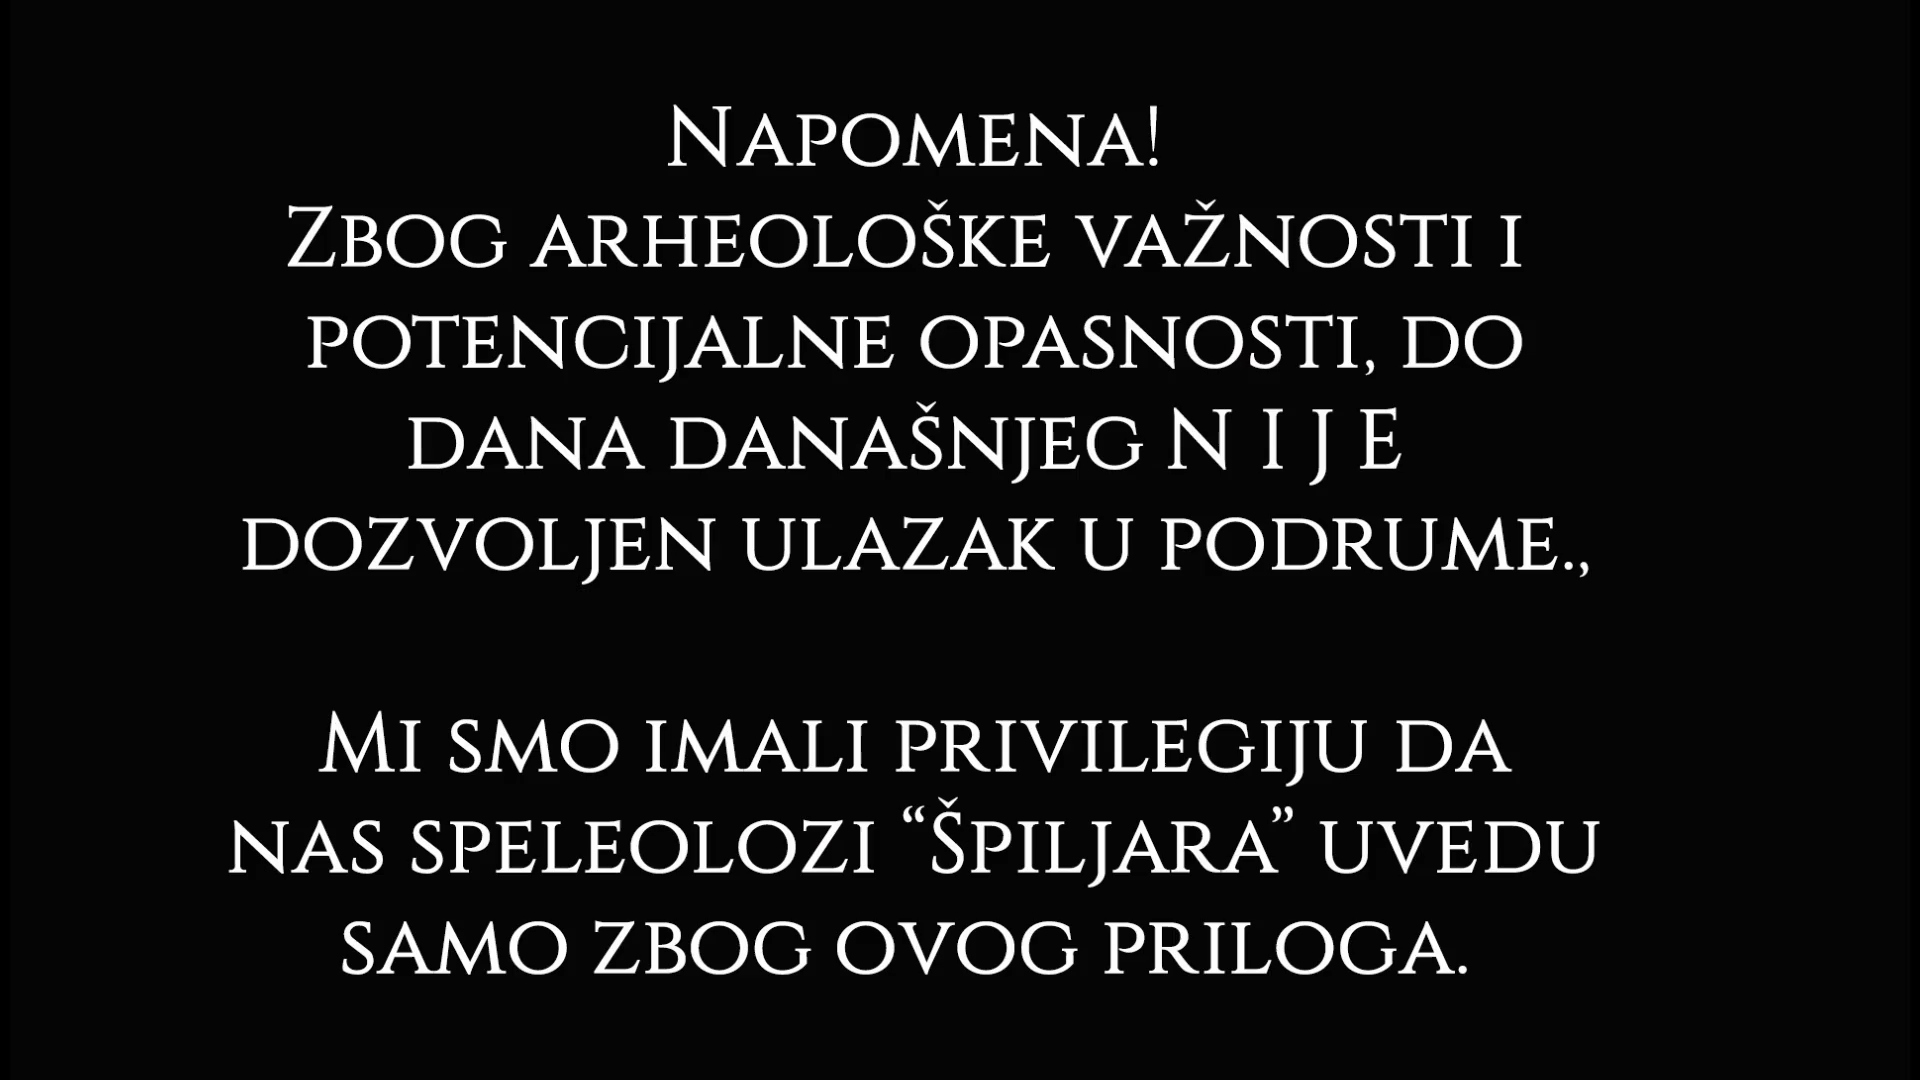 Napomena!
Zbog arheološke važnosti i
potencijalne opasnosti, do
dana današnjeg N I J E
dozvoljen ulazak u podrume.,
Mi smo imali privilegiju da
nas speleolozi “Špiljara” uvedu
samo zbog ovog priloga.